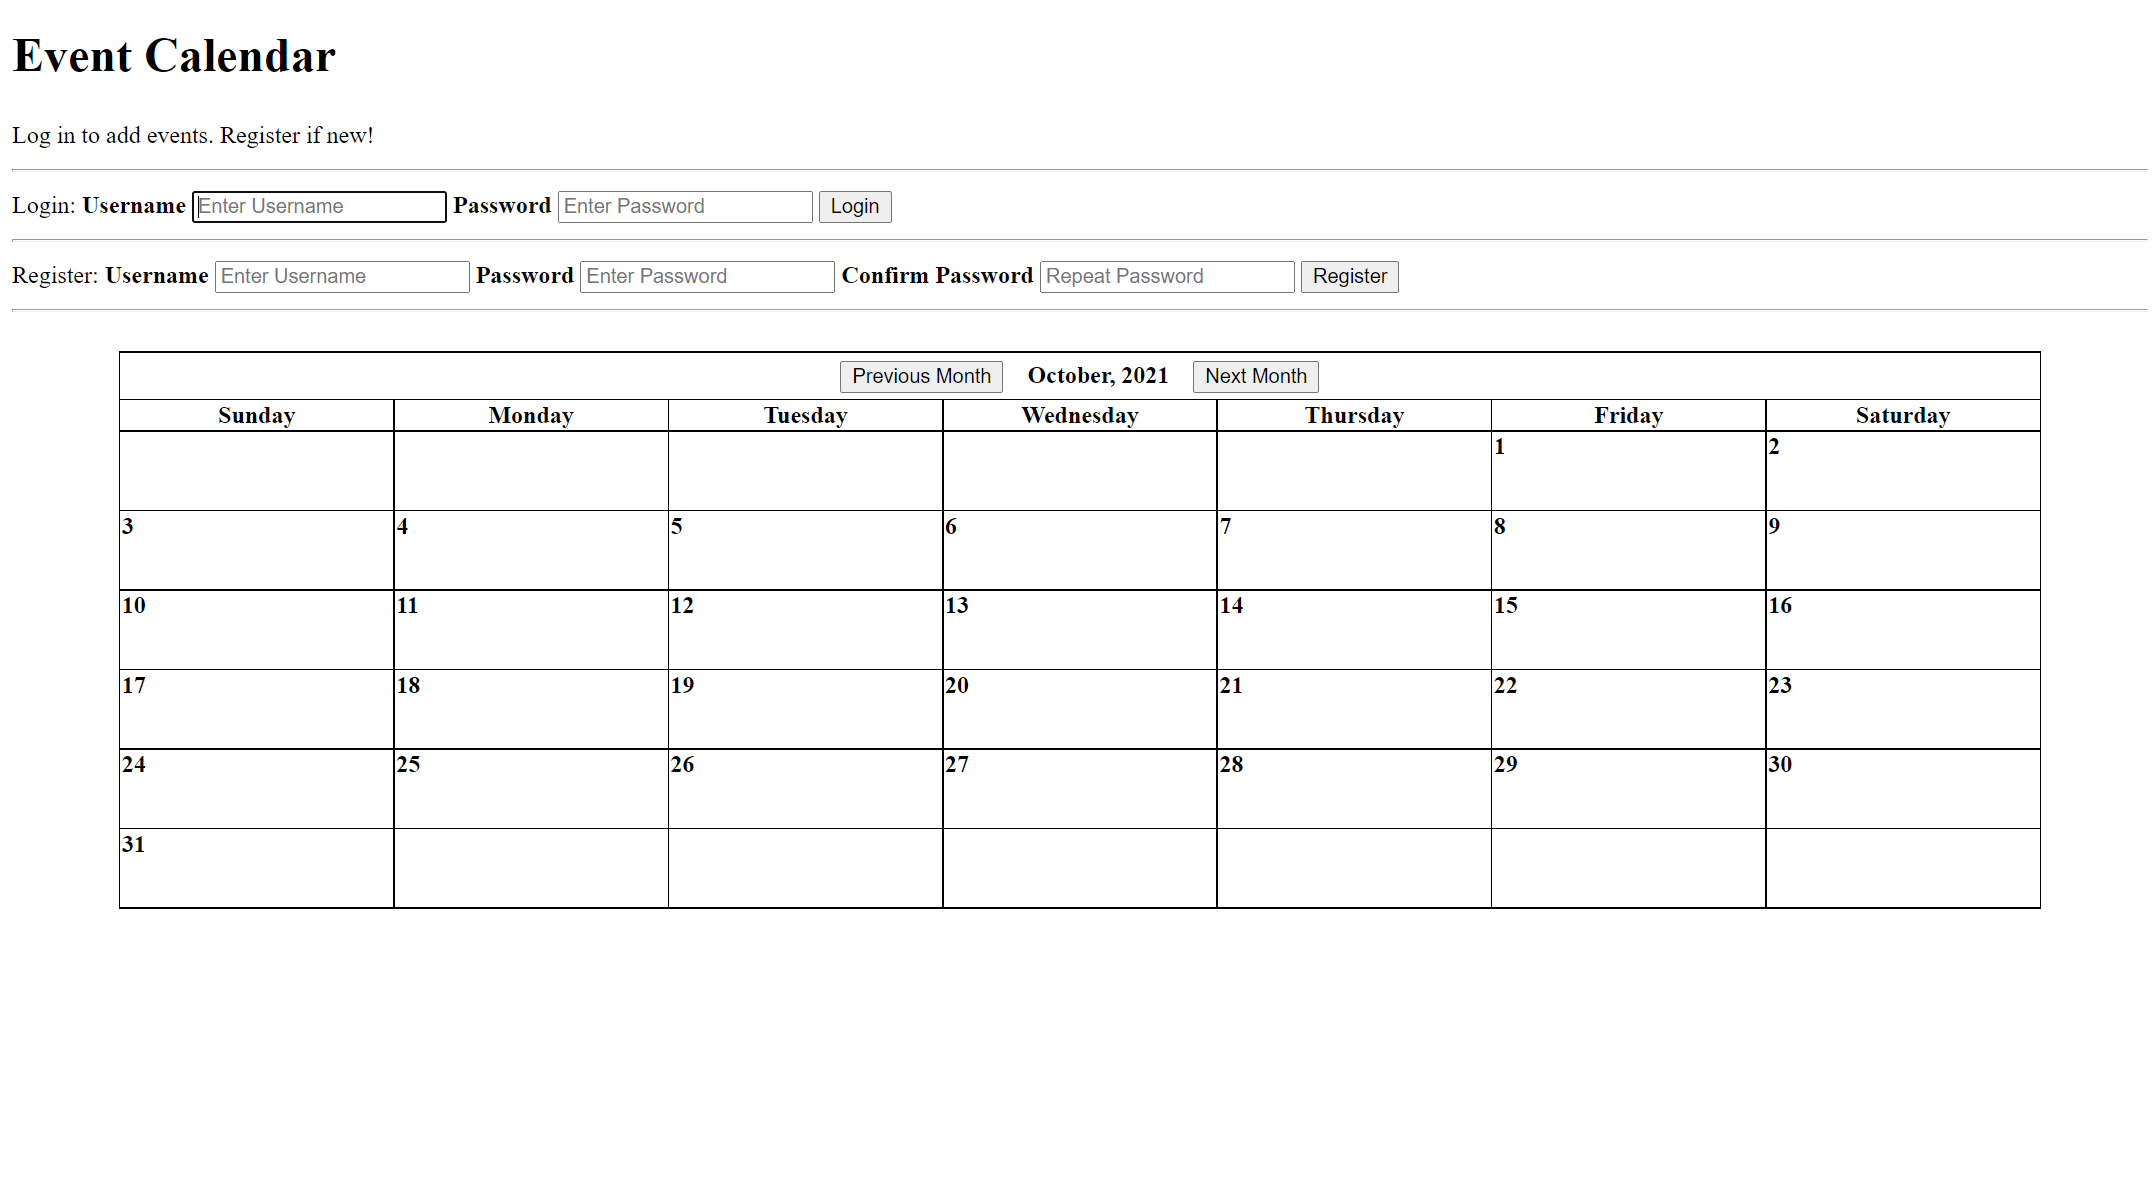 Event Calendar
Log in to add events. Register if new!
Login: Username Enter Username Password Enter Password Login
Register: Username Enter Username Password Enter Password Confirm Password Repeat Password Register
Previous Month October, 2021 Next Month
Sunday Monday Tuesday Wednesday Thursday Friday Saturday
1 2
3 4 5 6 7 8 9
10 11 12 13 14 15 16
17 18 19 20 21 22 23
24 25 26 27 28 29 30
31